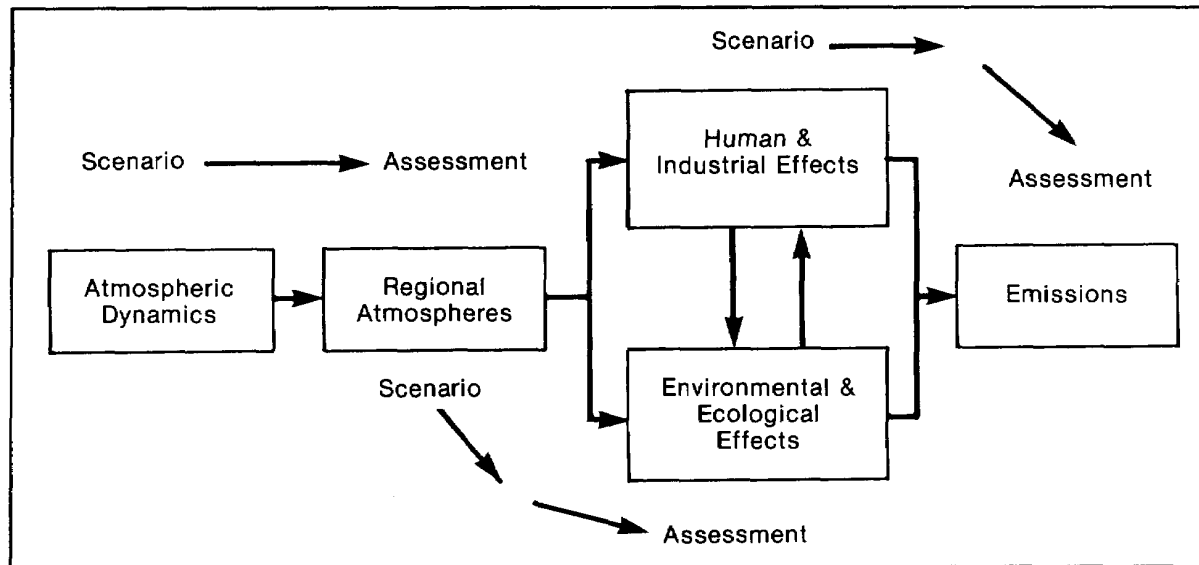 Scenario
Human &
Industrial Effects
Scenario
Assessment
Assessment
Atmospheric
Dynamics
Regional
Atmospheres
Emissions
Scenario
Environmental &
Ecological
Effects
Assessment